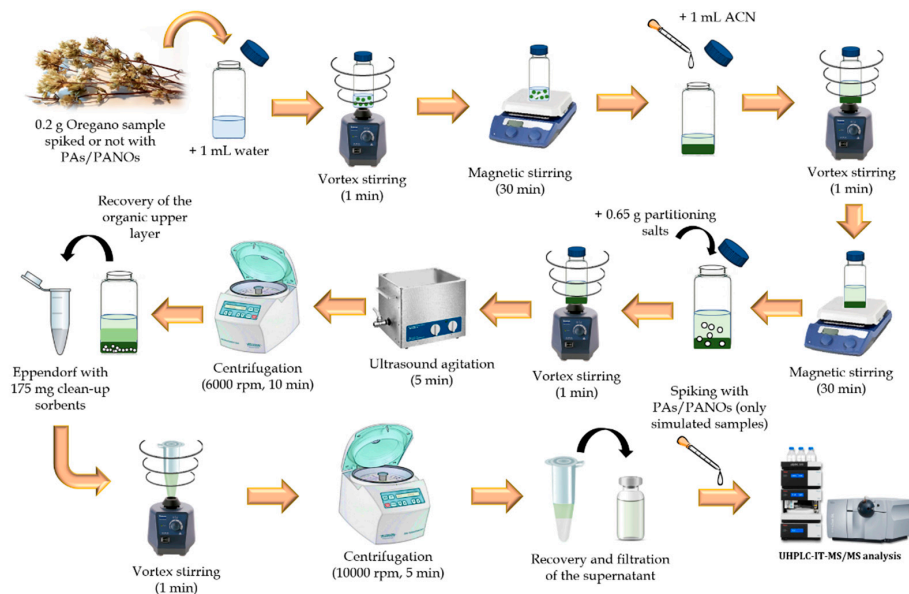 + 1 mL ACN
0.2 g Oregano sample
spiked or not with
PAs/PANOs
+ 1 mL water
Vortex stirring
(1 min)
Magnetic stirring
(30 min)
Vortex stirring
(1 min)
Recovery of the
organic upper
layer
+ 0.65 g partitioning
salts
Eppendorf with
175 mg clean-up
sorbents
Centrifugation
(6000 rpm, 10 min)
Ultrasound agitation
(5 min)
Vortex stirring
(1 min)
Magnetic stirring
(30 min)
Spiking with
PAs/PANOs (only
simulated samples)
Vortex stirring
(1 min)
Centrifugation
(10000 rpm, 5 min)
Recovery and filtration
of the supernatant
UHPLC-IT-MS/MS analysis